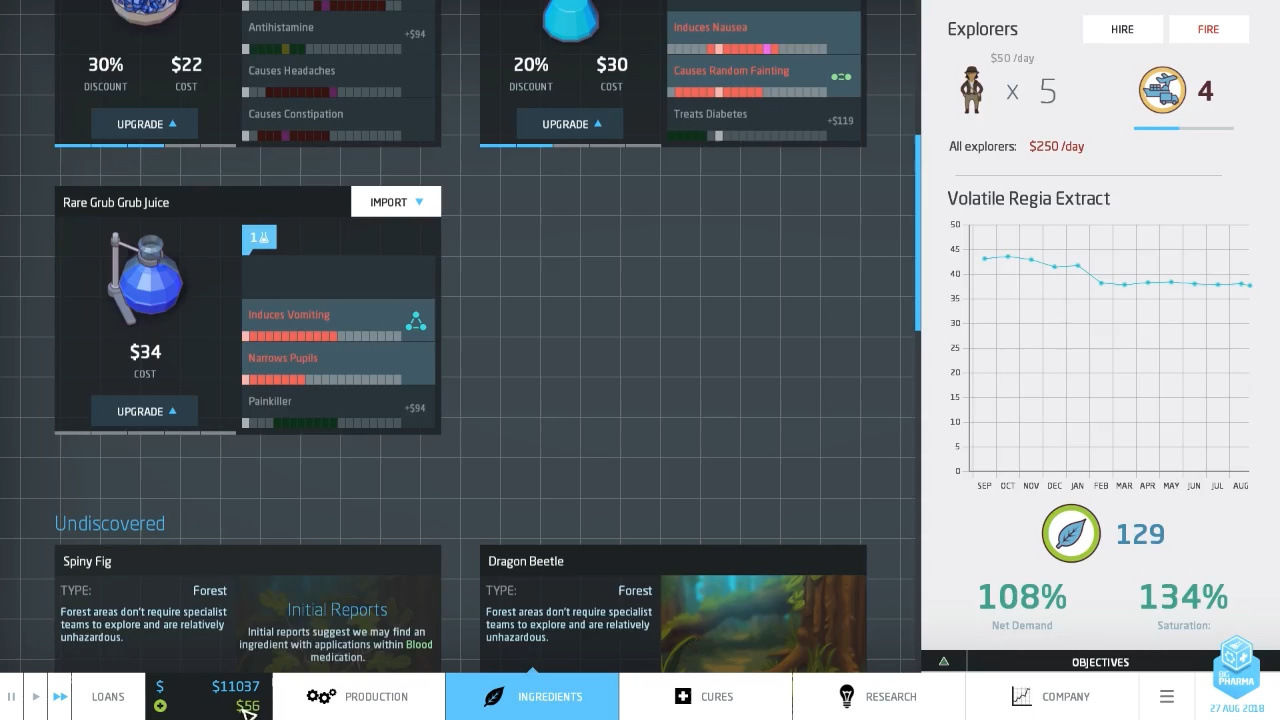 30%
DISCOUNT
$22
COST
UPGRADE
Antihistamine
+$94
Causes Headaches
Causes Constipation
20%
DISCOUNT
$30
COST
UPGRADE
Induces Nausea
Causes Random Fainting
Treats Diabetes
+$119
Rare Grub Grub Juice
IMPORT
1
$34
COST
UPGRADE
Induces Vomiting
Narrows Pupils
Painkiller
+$94
Undiscovered
Spiny Fig
TYPE: Forest
Forest areas don't require specialist
teams to explore and are relatively
unhazardous.
Initial Reports
Initial reports suggest we may find an
ingredient with applications within Blood
medication.
Dragon Beetle
TYPE: Forest
Forest areas don't require specialist
teams to explore and are relatively
unhazardous.
Explorers
HIRE
FIRE
$50 /day
X 5
4
All explorers: $250 /day
Volatile Regia Extract
50
45
40
35
30
25
20
15
10
5
0
SEP OCT NOV DEC JAN FEB MAR APR MAY JUN JUL AUG
129
108%
Net Demand
134%
Saturation:
OBJECTIVES
LOANS
$ $11037
$56
PRODUCTION
INGREDIENTS
CURES
RESEARCH
COMPANY
BIG
PHARMA
27 AUG 2018